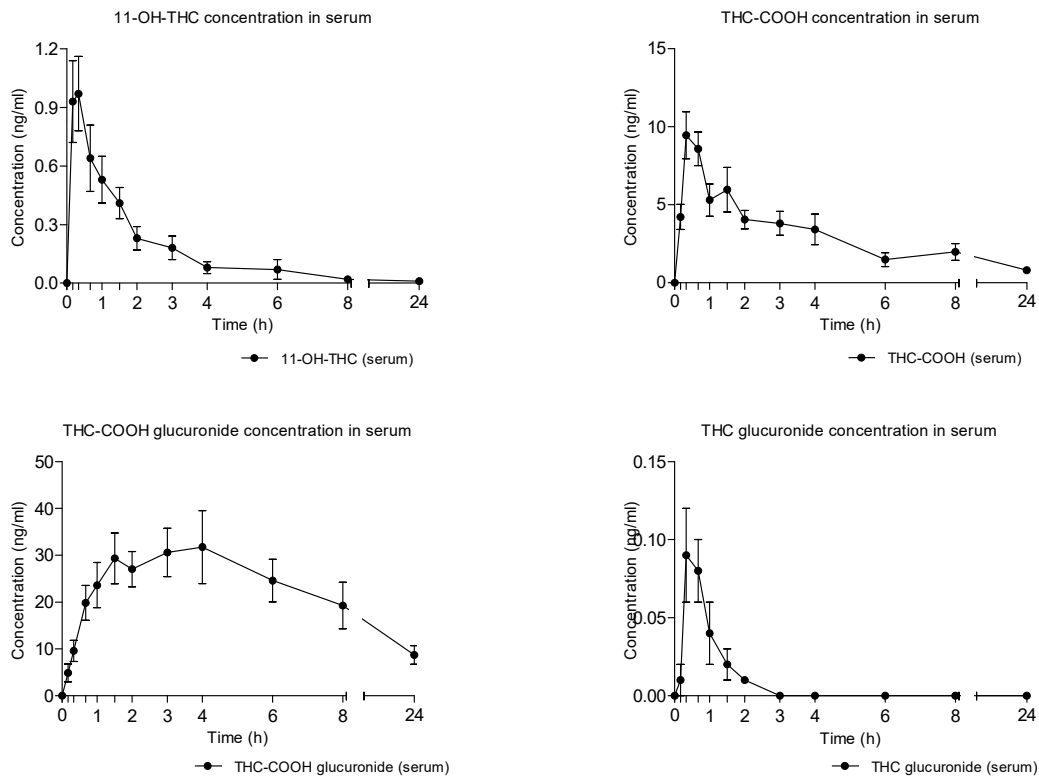 11-OH-THC concentration in serum
1.2
0.9
0.6
0.3
0.0
Concentration (ng/ml)
0 1 2 3 4 6 8 24
Time (h)
11-OH-THC (serum)
THC-COOH concentration in serum
15
10
5
0
Concentration (ng/ml)
0 1 2 3 4 6 8 24
Time (h)
THC-COOH (serum)
THC-COOH glucuronide concentration in serum
50
40
30
20
10
0
Concentration (ng/ml)
0 1 2 3 4 6 8 24
Time (h)
THC-COOH glucuronide (serum)
THC glucuronide concentration in serum
0.15
0.10
0.05
0.00
Concentration (ng/ml)
0 1 2 3 4 6 8 24
Time (h)
THC glucuronide (serum)